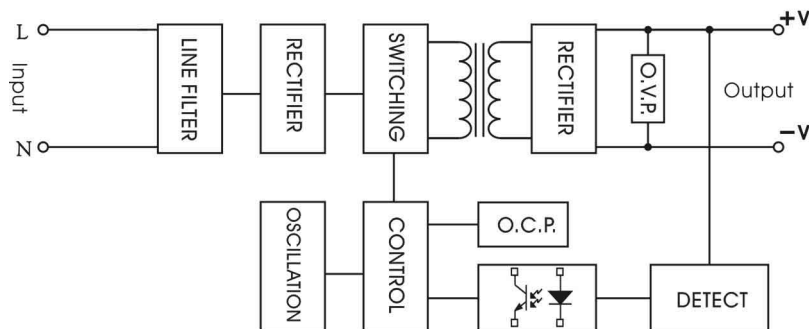 L
Input
N
LINE FILTER
RECTIFIER
SWITCHING
RECTIFIER
O.V.P.
+V
Output
−V
OSCILLATION
CONTROL
O.C.P.
DETECT